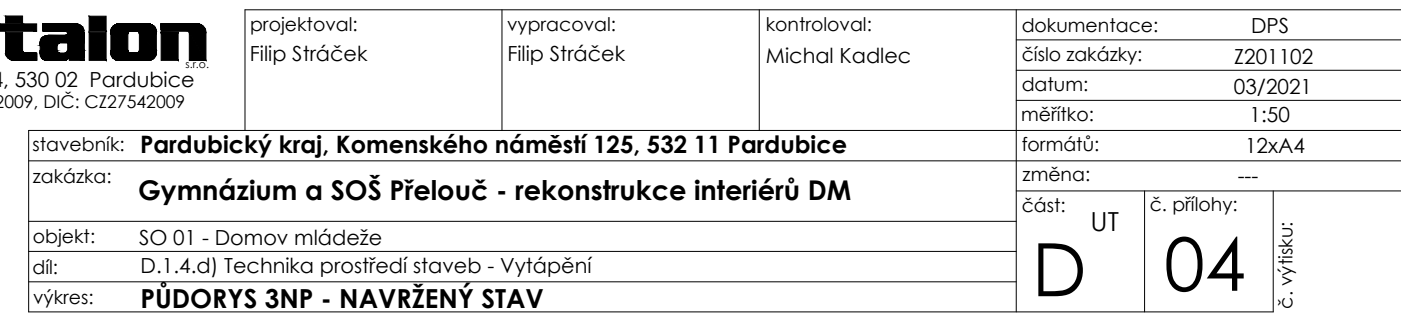 talon
s.r.o.
4, 530 02 Pardubice
2009, DIČ: CZ27542009
projektoval:
Filip Stráček
vypracoval:
Filip Stráček
kontroloval:
Michal Kadlec
dokumentace: DPS
číslo zakázky: Z201102
datum: 03/2021
měřítko: 1:50
formátů: 12xA4
změna: ---
stavebník: Pardubický kraj, Komenského náměstí 125, 532 11 Pardubice
zakázka: Gymnázium a SOŠ Přelouč - rekonstrukce interiérů DM
objekt: SO 01 - Domov mládeže
díl: D.1.4.d) Technika prostředí staveb - Vytápění
výkres: PŮDORYS 3NP - NAVRŽENÝ STAV
část: UT
D
č. přílohy:
04
č. výtisku: